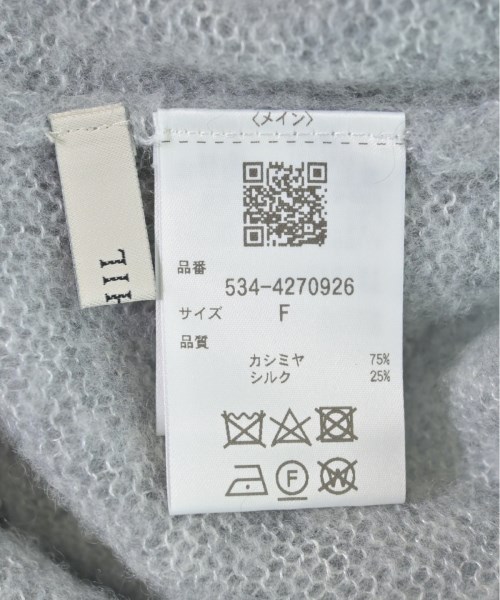 〈メイン〉
品番
534-4270926
サイズ F
品質
カシミヤ 75%
シルク 25%
F
W
HIL